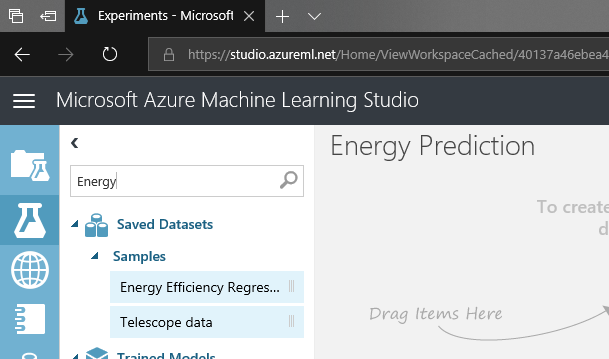 Experiments - Microsof
https://studio.azureml.net/Home/ViewWorkspaceCached/40137a46ebea4
Microsoft Azure Machine Learning Studio
Energy
Energy Prediction
Saved Datasets
Samples
Energy Efficiency Regres...
Telescope data
Trained Models
To create
d
Drag Items Here